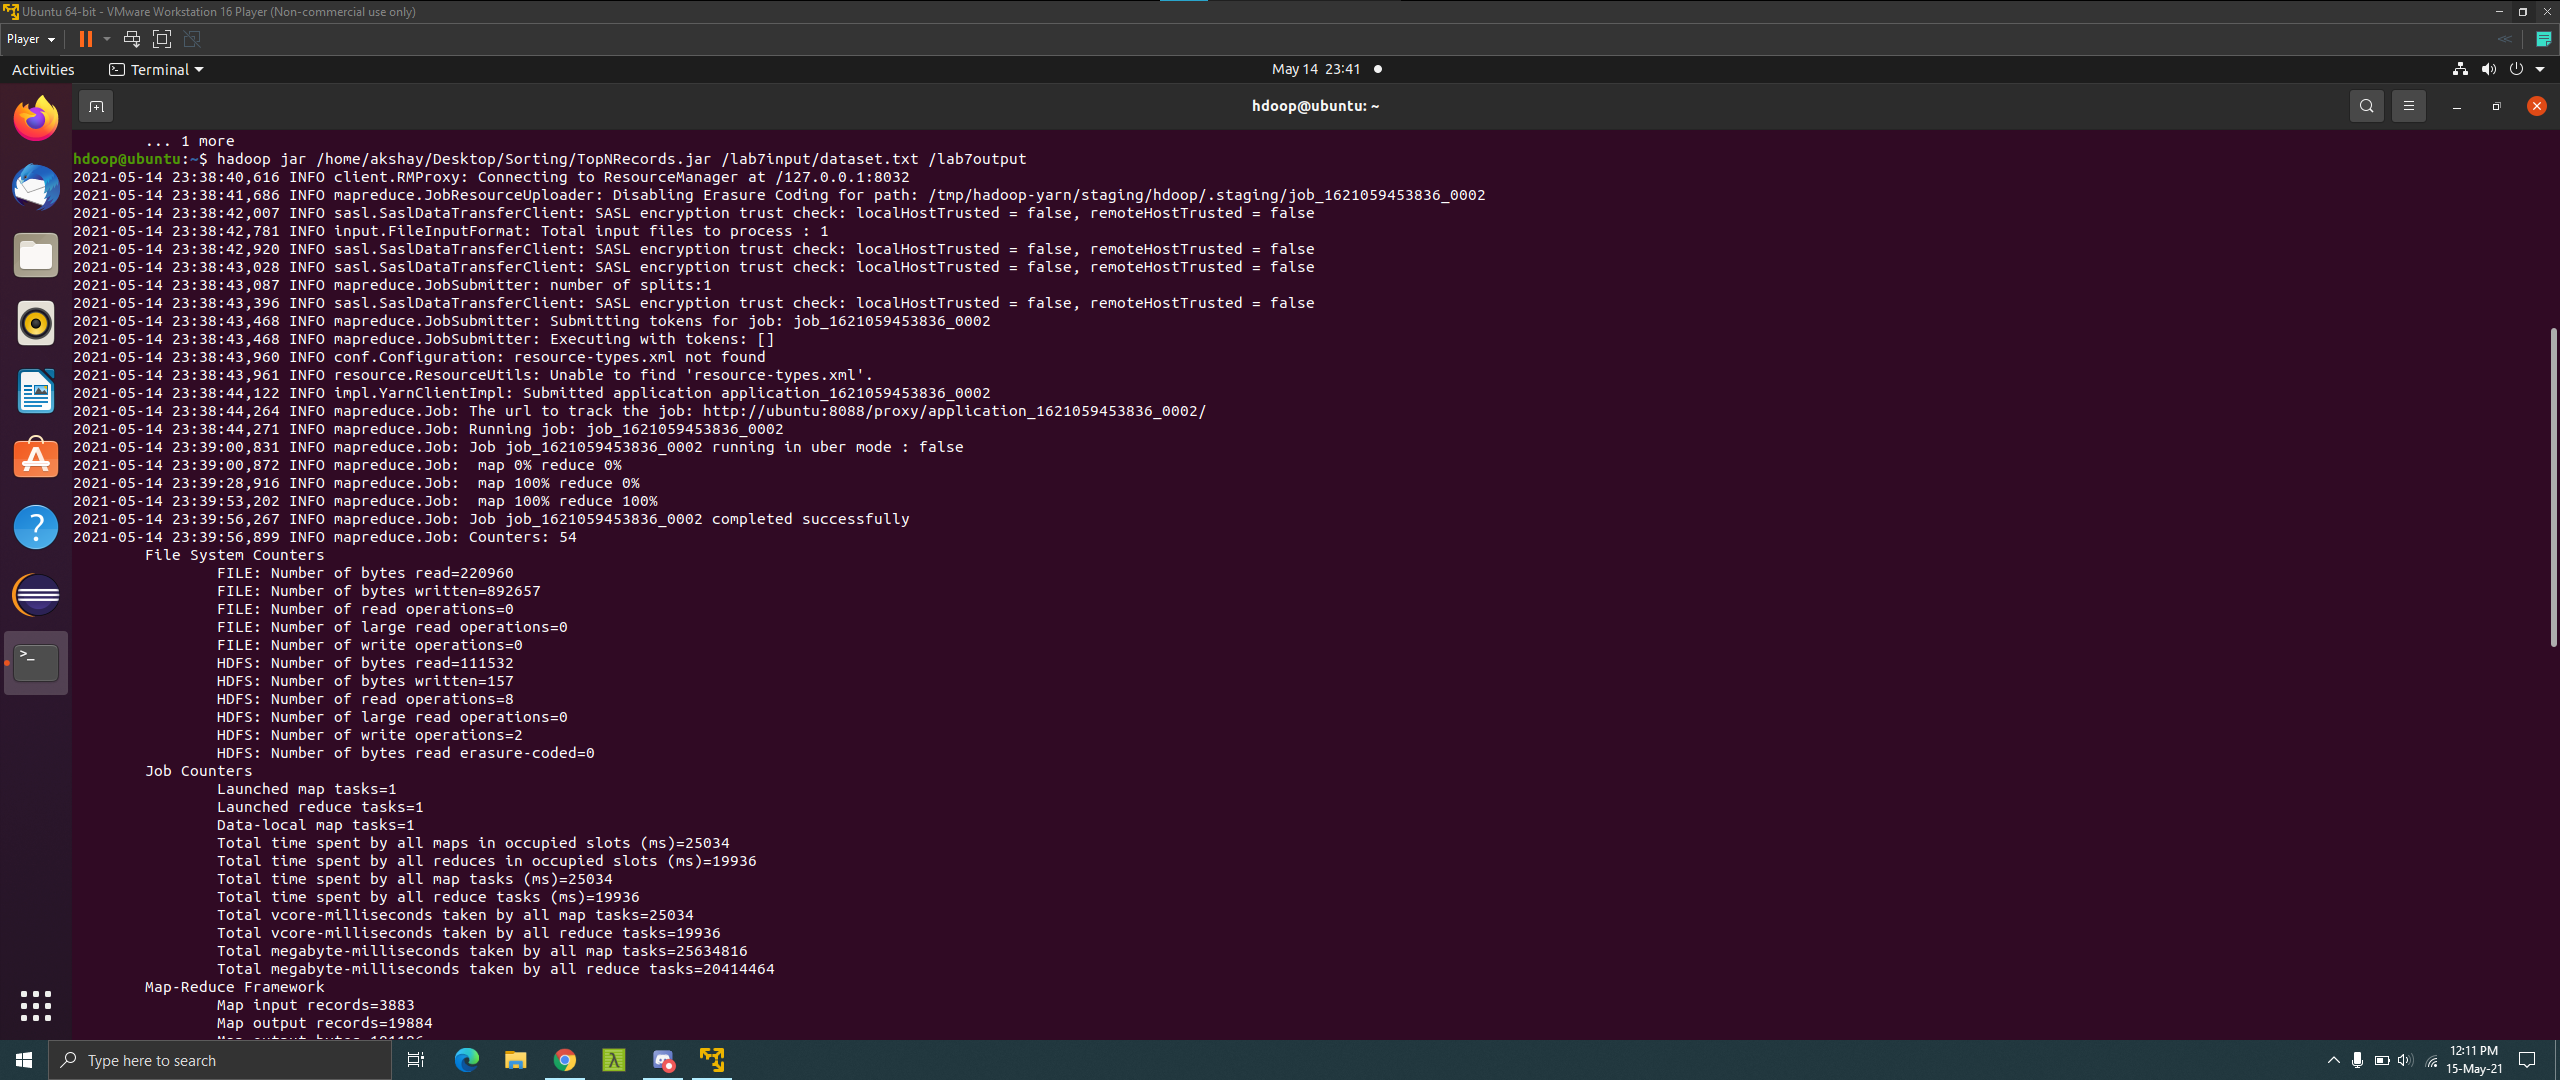 Ubuntu 64-bit - VMware Workstation 16 Player (Non-commercial use only)
Player
Activities
Terminal
May 14 23:41
hdoop@ubuntu: ~
... 1 more
hdoop@ubuntu:~$ hadoop jar /home/akshay/Desktop/Sorting/TopNRecords.jar /lab7input/dataset.txt /lab7output
2021-05-14 23:38:40,616 INFO client.RMProxy: Connecting to ResourceManager at /127.0.0.1:8032
2021-05-14 23:38:41,686 INFO mapreduce.JobResourceUploader: Disabling Erasure Coding for path: /tmp/hadoop-yarn/staging/hdoop/.staging/job_1621059453836_0002
2021-05-14 23:38:42,007 INFO sasl.SaslDataTransferClient: SASL encryption trust check: localHostTrusted = false, remoteHostTrusted = false
2021-05-14 23:38:42,781 INFO input.FileInputFormat: Total input files to process : 1
2021-05-14 23:38:42,920 INFO sasl.SaslDataTransferClient: SASL encryption trust check: localHostTrusted = false, remoteHostTrusted = false
2021-05-14 23:38:43,028 INFO sasl.SaslDataTransferClient: SASL encryption trust check: localHostTrusted = false, remoteHostTrusted = false
2021-05-14 23:38:43,087 INFO mapreduce.JobSubmitter: number of splits:1
2021-05-14 23:38:43,396 INFO sasl.SaslDataTransferClient: SASL encryption trust check: localHostTrusted = false, remoteHostTrusted = false
2021-05-14 23:38:43,468 INFO mapreduce.JobSubmitter: Submitting tokens for job: job_1621059453836_0002
2021-05-14 23:38:43,468 INFO mapreduce.JobSubmitter: Executing with tokens: []
2021-05-14 23:38:43,960 INFO conf.Configuration: resource-types.xml not found
2021-05-14 23:38:43,961 INFO resource.ResourceUtils: Unable to find 'resource-types.xml'.
2021-05-14 23:38:44,122 INFO impl.YarnClientImpl: Submitted application application_1621059453836_0002
2021-05-14 23:38:44,264 INFO mapreduce.Job: The url to track the job: http://ubuntu:8088/proxy/application_1621059453836_0002/
2021-05-14 23:38:44,271 INFO mapreduce.Job: Running job: job_1621059453836_0002
2021-05-14 23:39:00,831 INFO mapreduce.Job: Job job_1621059453836_0002 running in uber mode : false
2021-05-14 23:39:00,872 INFO mapreduce.Job:  map 0% reduce 0%
2021-05-14 23:39:28,916 INFO mapreduce.Job:  map 100% reduce 0%
2021-05-14 23:39:53,202 INFO mapreduce.Job:  map 100% reduce 100%
2021-05-14 23:39:56,267 INFO mapreduce.Job: Job job_1621059453836_0002 completed successfully
2021-05-14 23:39:56,899 INFO mapreduce.Job: Counters: 54
File System Counters
FILE: Number of bytes read=220960
FILE: Number of bytes written=892657
FILE: Number of read operations=0
FILE: Number of large read operations=0
FILE: Number of write operations=0
HDFS: Number of bytes read=111532
HDFS: Number of bytes written=157
HDFS: Number of read operations=8
HDFS: Number of large read operations=0
HDFS: Number of write operations=2
HDFS: Number of bytes read erasure-coded=0
Job Counters
Launched map tasks=1
Launched reduce tasks=1
Data-local map tasks=1
Total time spent by all maps in occupied slots (ms)=25034
Total time spent by all reduces in occupied slots (ms)=19936
Total time spent by all map tasks (ms)=25034
Total time spent by all reduce tasks (ms)=19936
Total vcore-milliseconds taken by all map tasks=25034
Total vcore-milliseconds taken by all reduce tasks=19936
Total megabyte-milliseconds taken by all map tasks=25634816
Total megabyte-milliseconds taken by all reduce tasks=20414464
Map-Reduce Framework
Map input records=3883
Map output records=19884
Type here to search
12:11 PM
15-May-21